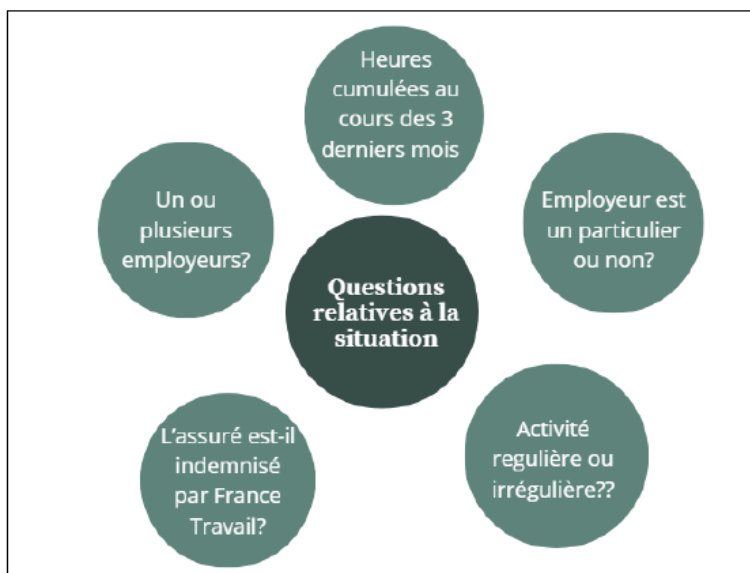 Heures
cumulées au
cours des 3
derniers mois
Un ou
plusieurs
employeurs?
Employeur est
un particulier
ou non?
Questions
relatives à la
situation
L'assuré est-il
indemnisé
par France
Travail?
Activité
regulière ou
irrégulière??